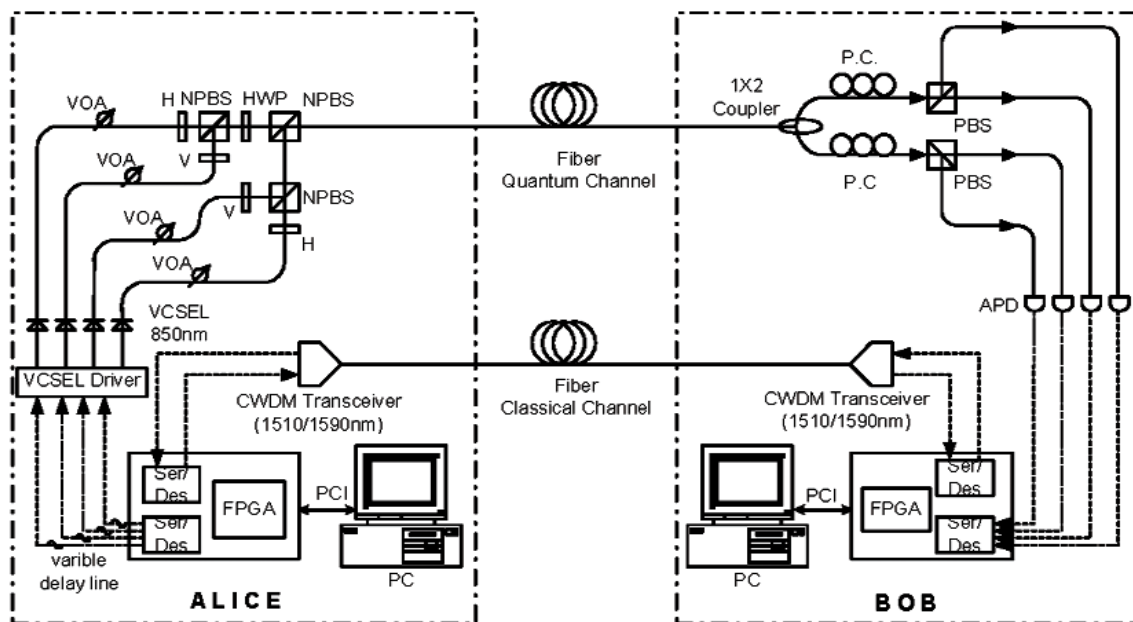 VOA
H NPBS HWP NPBS
V
VOA
VOA
V
NPBS
H
VOA
VCSEL
850nm
VCSEL Driver
Fiber
Quantum Channel
1X2
Coupler
P.C.
PBS
P.C
PBS
APD
CWDM Transceiver
(1510/1590nm)
Fiber
Classical Channel
CWDM Transceiver
(1510/1590nm)
Ser/
Des
FPGA
Ser/
Des
PCI
PC
varible
delay line
ALICE
PC
PCI
FPGA
Ser/
Des
Ser/
Des
BOB